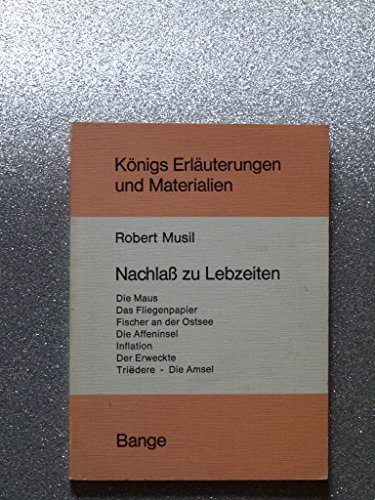 Königs Erläuterungen
und Materialien
Robert Musil
Nachlaß zu Lebzeiten
Die Maus
Das Fliegenpapier
Fischer an der Ostsee
Die Affeninsel
Inflation
Der Erweckte
Triëdere - Die Amsel
Bange